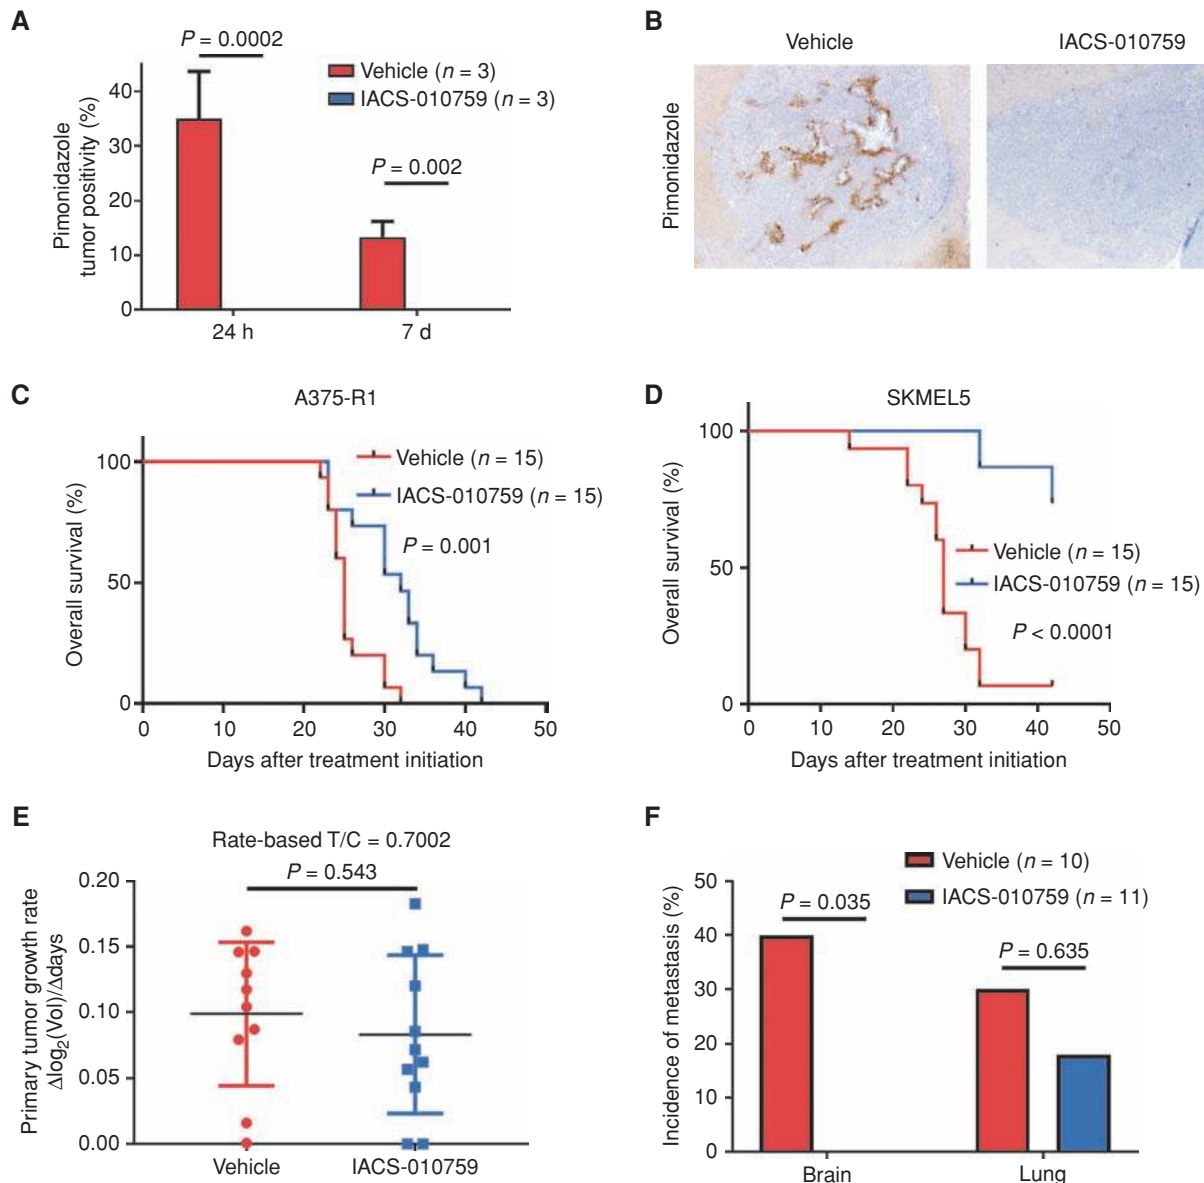 A
P = 0.0002
Vehicle (n = 3)
IACS-010759 (n = 3)
P = 0.002
Pimonidazole
tumor positivity (%)
40
30
20
10
0
24 h
7 d
B
Vehicle
IACS-010759
Pimonidazole
C
A375-R1
Vehicle (n = 15)
IACS-010759 (n = 15)
P = 0.001
Overall survival (%)
100
50
0
0 10 20 30 40 50
Days after treatment initiation
D
SKMEL5
Vehicle (n = 15)
IACS-010759 (n = 15)
P < 0.0001
Overall survival (%)
100
50
0
0 10 20 30 40 50
Days after treatment initiation
E
Rate-based T/C = 0.7002
P = 0.543
Primary tumor growth rate
Δlog₂(Vol)/Δdays
0.20
0.15
0.10
0.05
0.00
Vehicle
IACS-010759
F
Vehicle (n = 10)
IACS-010759 (n = 11)
P = 0.035
P = 0.635
Incidence of metastasis (%)
50
40
30
20
10
0
Brain
Lung